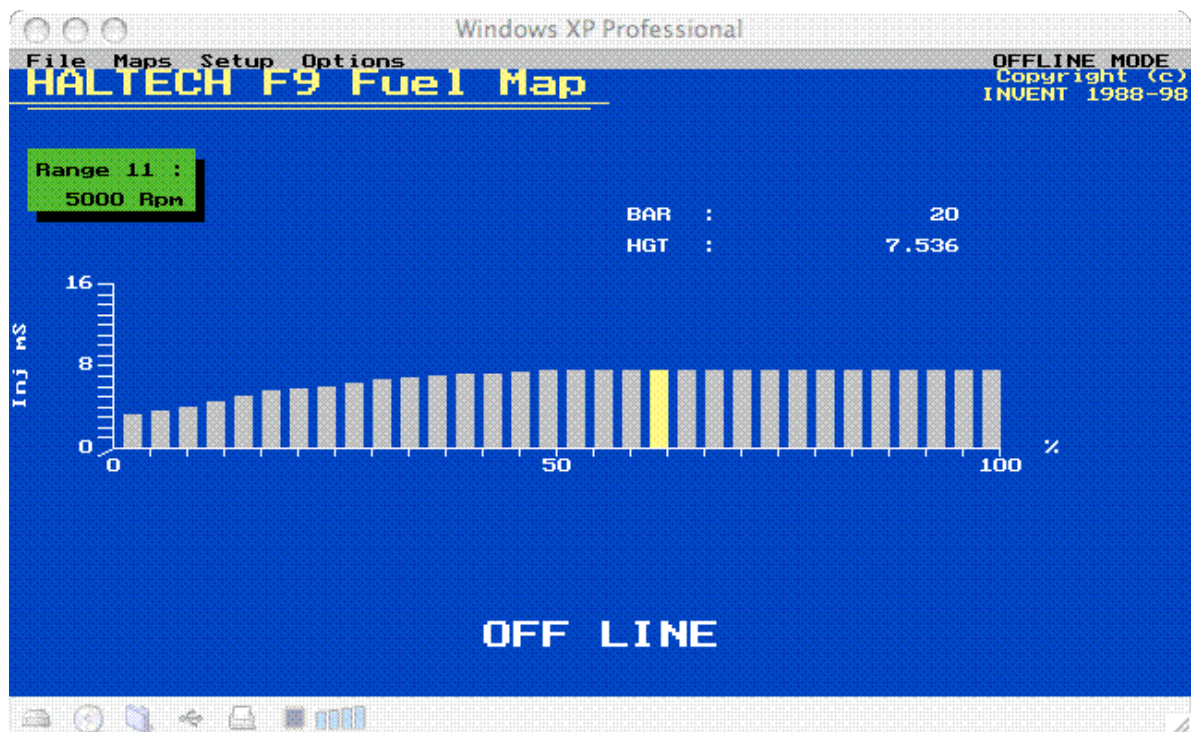 Windows XP Professional
File Maps Setup Options OFFLINE MODE
HALTECH F9 Fuel Map
Copyright (c)
INVENT 1988-98
Range 11 :
5000 Rpm
BAR : 20
HGT : 7.536
16
8
0
Inj mS
0 50 100 %
OFF LINE